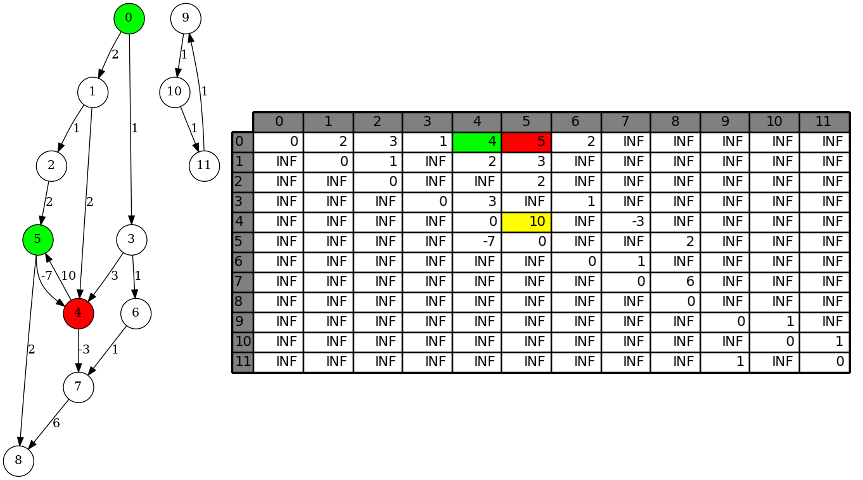 0
9
2
1
1
10
1
1
1
1
1
2
11
2
2
5
3
-7
10
3
1
4
6
2
-3
1
7
6
8
0 1 2 3 4 5 6 7 8 9 10 11
0 0 2 3 1 4 5 2 INF INF INF INF INF
1 INF 0 1 INF 2 3 INF INF INF INF INF INF
2 INF INF 0 INF INF 2 INF INF INF INF INF INF
3 INF INF INF 0 3 INF 1 INF INF INF INF INF
4 INF INF INF INF 0 10 INF -3 INF INF INF INF
5 INF INF INF INF -7 0 INF INF 2 INF INF INF
6 INF INF INF INF INF INF 0 1 INF INF INF INF
7 INF INF INF INF INF INF INF 0 6 INF INF INF
8 INF INF INF INF INF INF INF INF 0 INF INF INF
9 INF INF INF INF INF INF INF INF INF 0 1 INF
10 INF INF INF INF INF INF INF INF INF INF 0 1
11 INF INF INF INF INF INF INF INF INF 1 INF 0